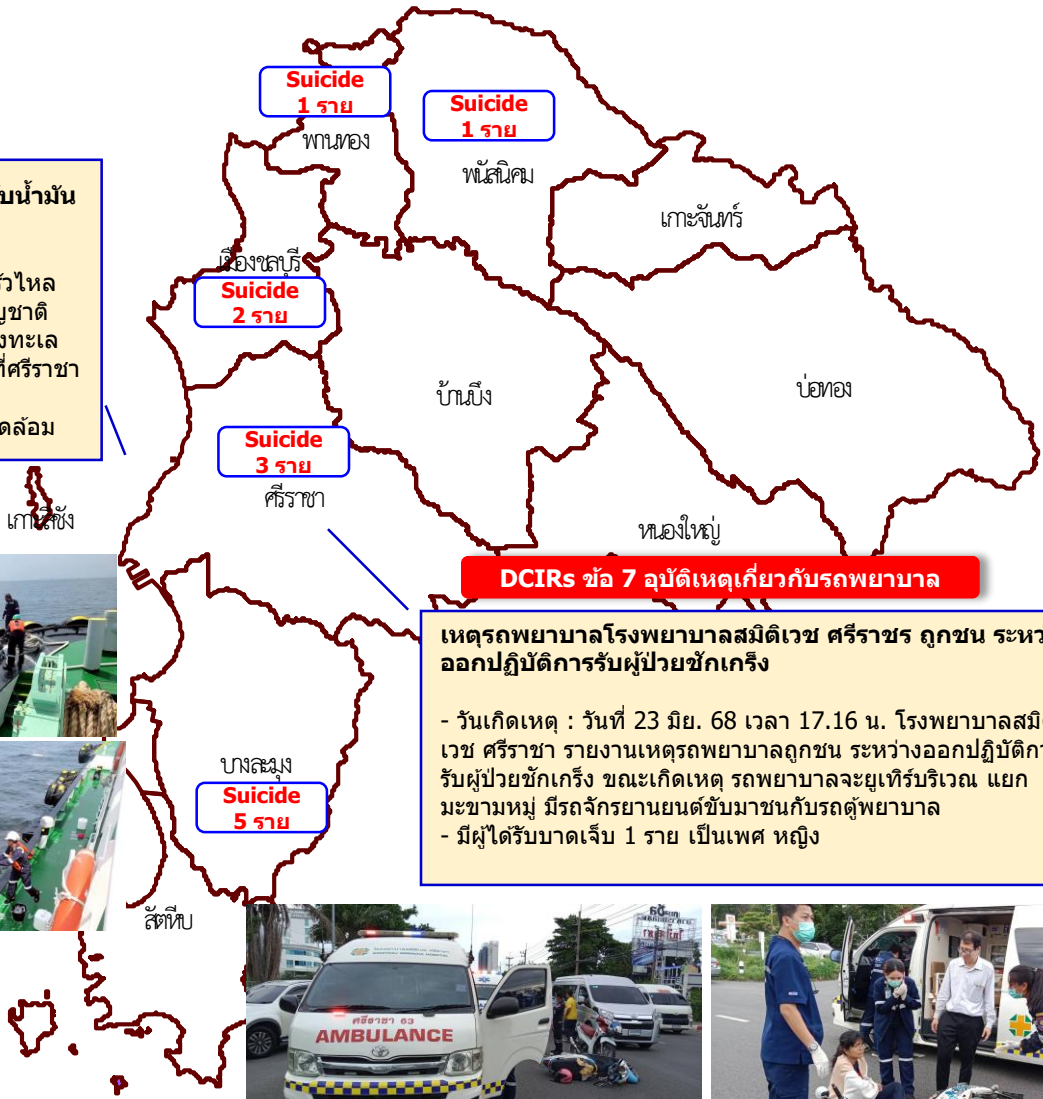 Suicide
1 ราย
พานทอง
Suicide
1 ราย
พนัสนิคม
เกาะจันทร์
บน้ำมัน
รั่วไหล
ญชาติ
งทะเล
ที่ศรีราชา
ดล้อม
เมืองชลบุรี
Suicide
2 ราย
บ้านบึง
บ่อทอง
Suicide
3 ราย
ศรีราชา
เกาะสีชัง
หนองใหญ่
DCIRs ข้อ 7 อุบัติเหตุเกี่ยวกับรถพยาบาล
เหตุรถพยาบาลโรงพยาบาลสมิติเวช ศรีราชร ถูกชน ระหว
ออกปฏิบัติการรับผู้ป่วยชักเกร็ง
- วันเกิดเหตุ : วันที่ 23 มิย. 68 เวลา 17.16 น. โรงพยาบาลสมิติ
เวช ศรีราชา รายงานเหตุรถพยาบาลถูกชน ระหว่างออกปฏิบัติกา
รับผู้ป่วยชักเกร็ง ขณะเกิดเหตุ รถพยาบาลจะยูเทิร์บริเวณ แยก
มะขามหมู่ มีรถจักรยานยนต์ขับมาชนกับรถตู้พยาบาล
- มีผู้ได้รับบาดเจ็บ 1 ราย เป็นเพศ หญิง
บางละมุง
Suicide
5 ราย
สัตหีบ
ศรีราชา 63
AMBULANCE